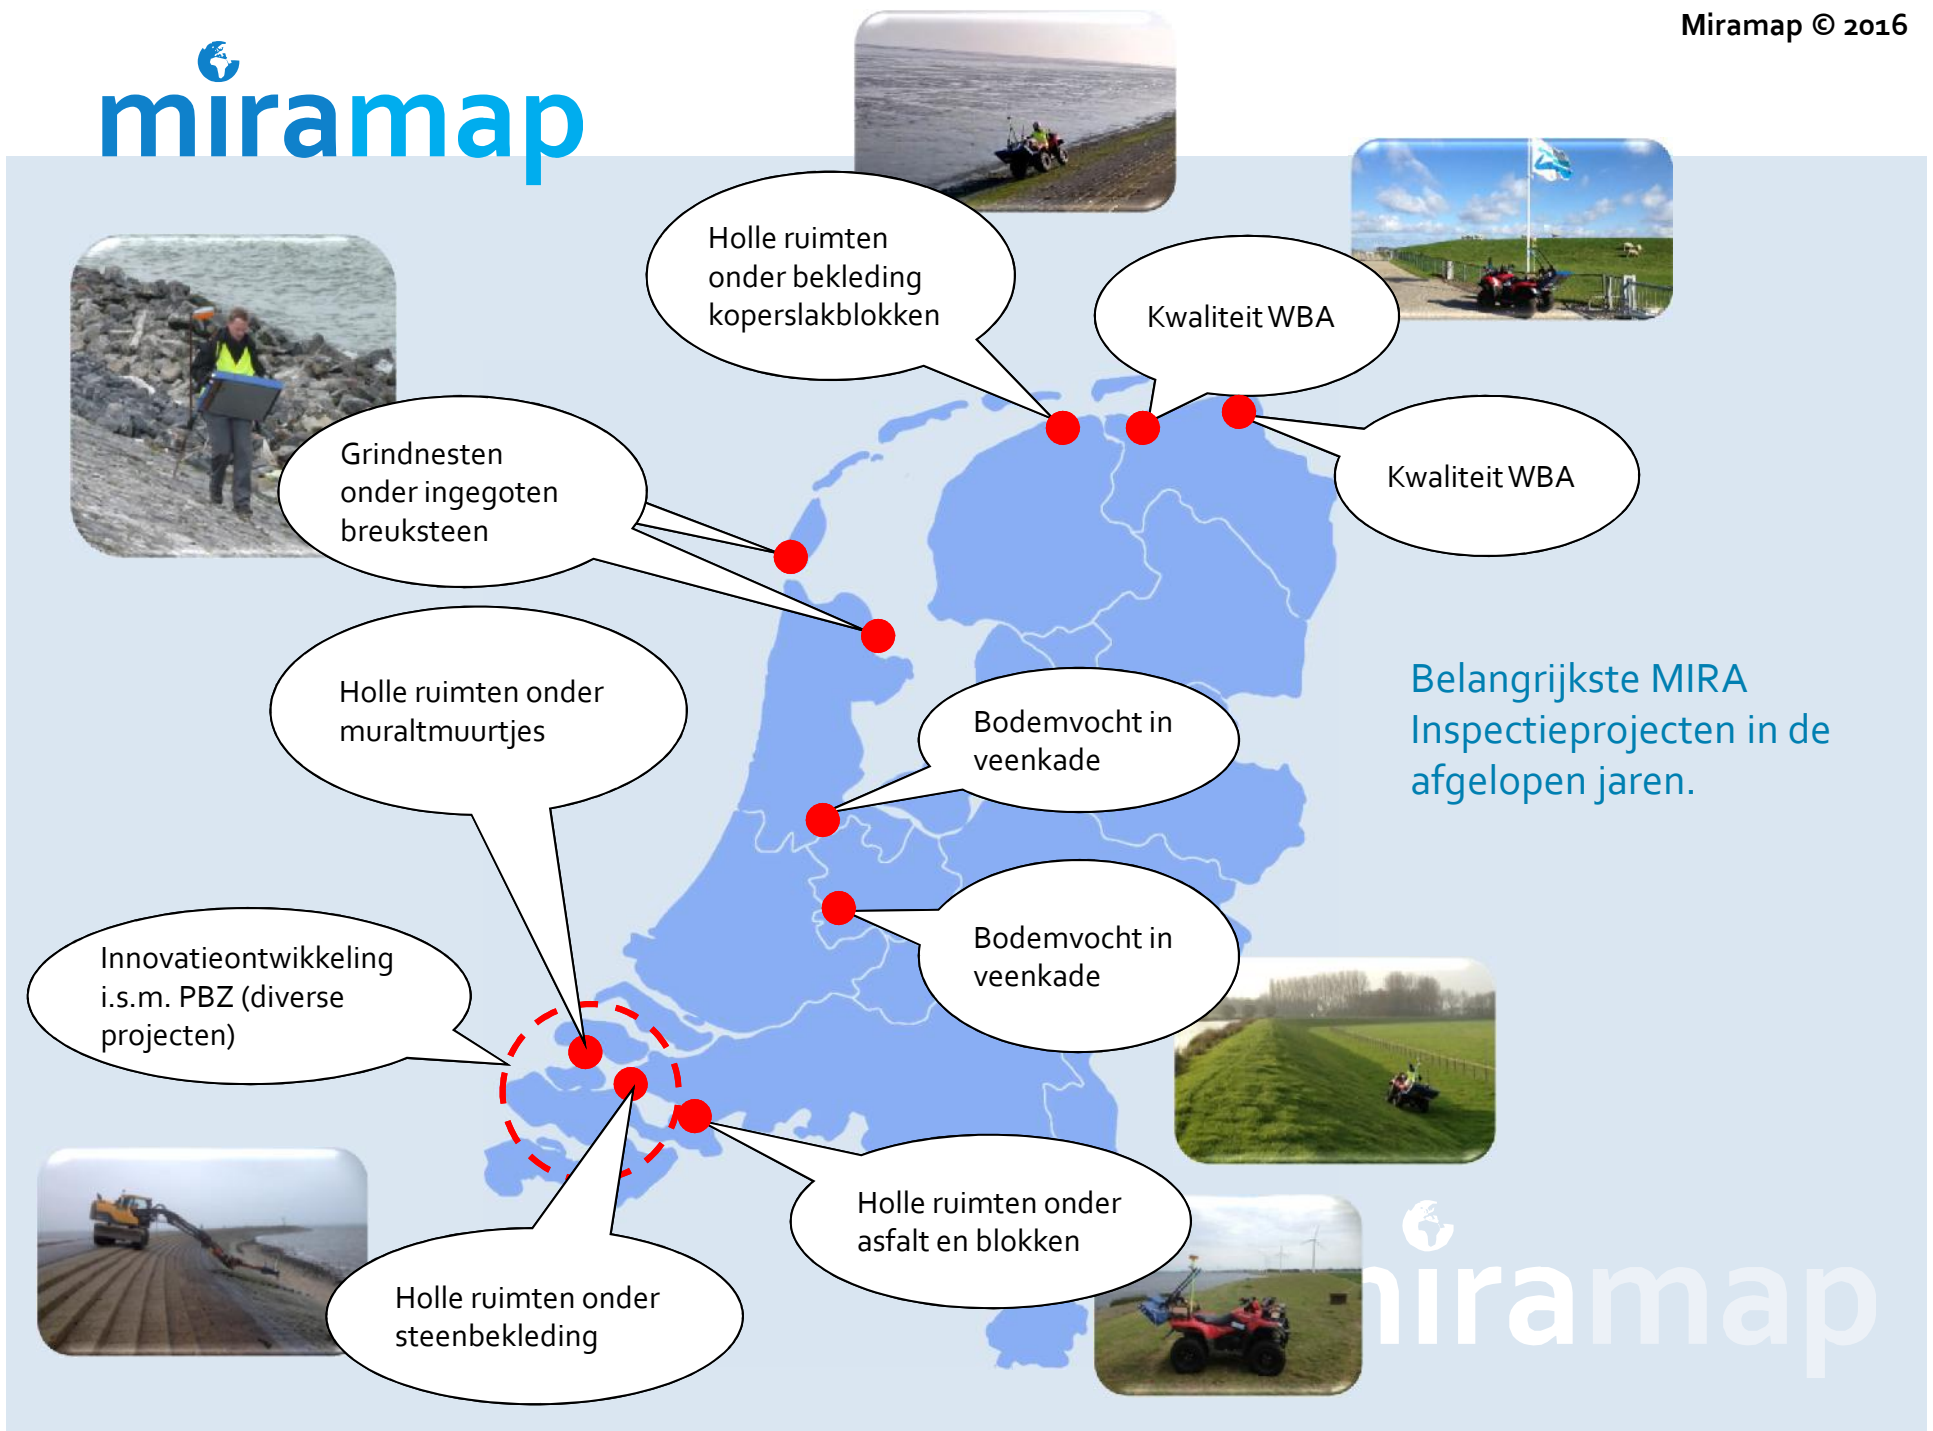 Miramap © 2016
miramap
Holle ruimten
onder bekleding
koperslakblokken
Kwaliteit WBA
Kwaliteit WBA
Grindnesten
onder ingegoten
breuksteen
Holle ruimten onder
muraltmuurtjes
Bodemvocht in
veenkade
Belangrijkste MIRA
Inspectieprojecten in de
afgelopen jaren.
Bodemvocht in
veenkade
Innovatieontwikkeling
i.s.m. PBZ (diverse
projecten)
Holle ruimten onder
asfalt en blokken
Holle ruimten onder
steenbekleding
miramap